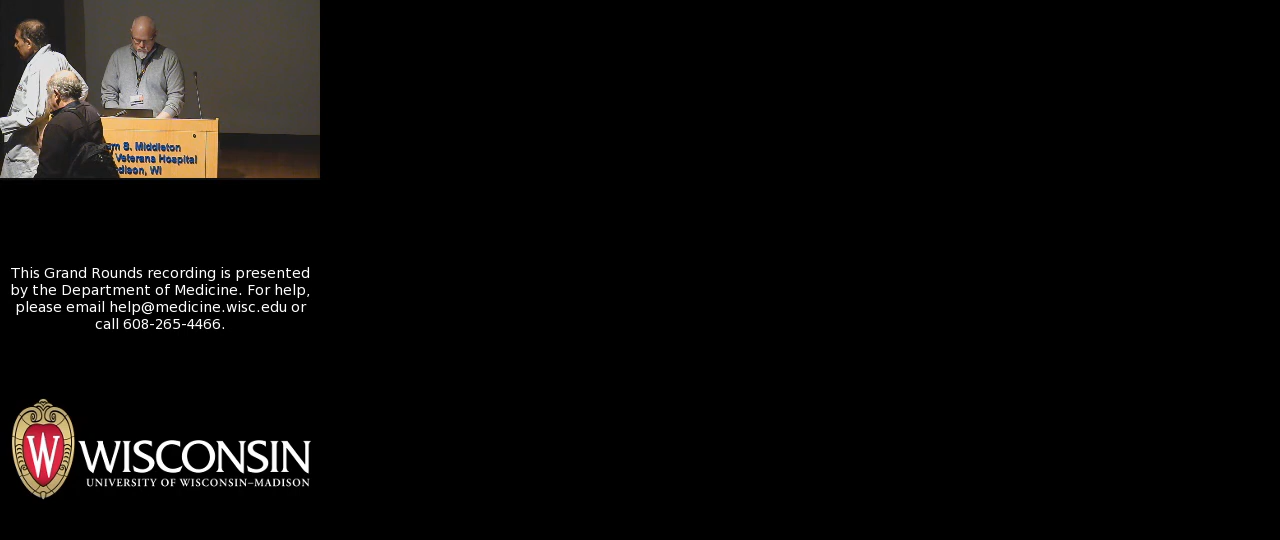 m S. Middleton
Veterans Hospital
dison, WI
This Grand Rounds recording is presented
by the Department of Medicine. For help,
please email help@medicine.wisc.edu or
call 608-265-4466.
W WISCONSIN
UNIVERSITY OF WISCONSIN–MADISON